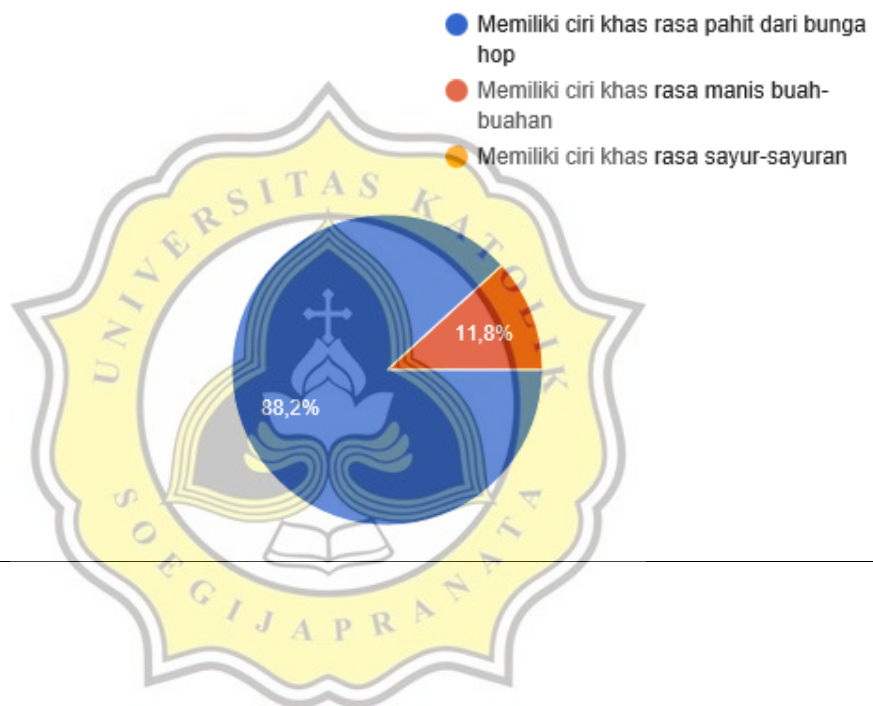 Memiliki ciri khas rasa pahit dari bunga
hop
Memiliki ciri khas rasa manis buah-
buahan
Memiliki ciri khas rasa sayur-sayuran
UNIVERSITAS KATOLIK
11,8%
88,2%
SOEGIJAPRANATA